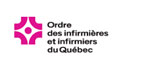 Ordre
des infirmières
et infirmiers
du Québec